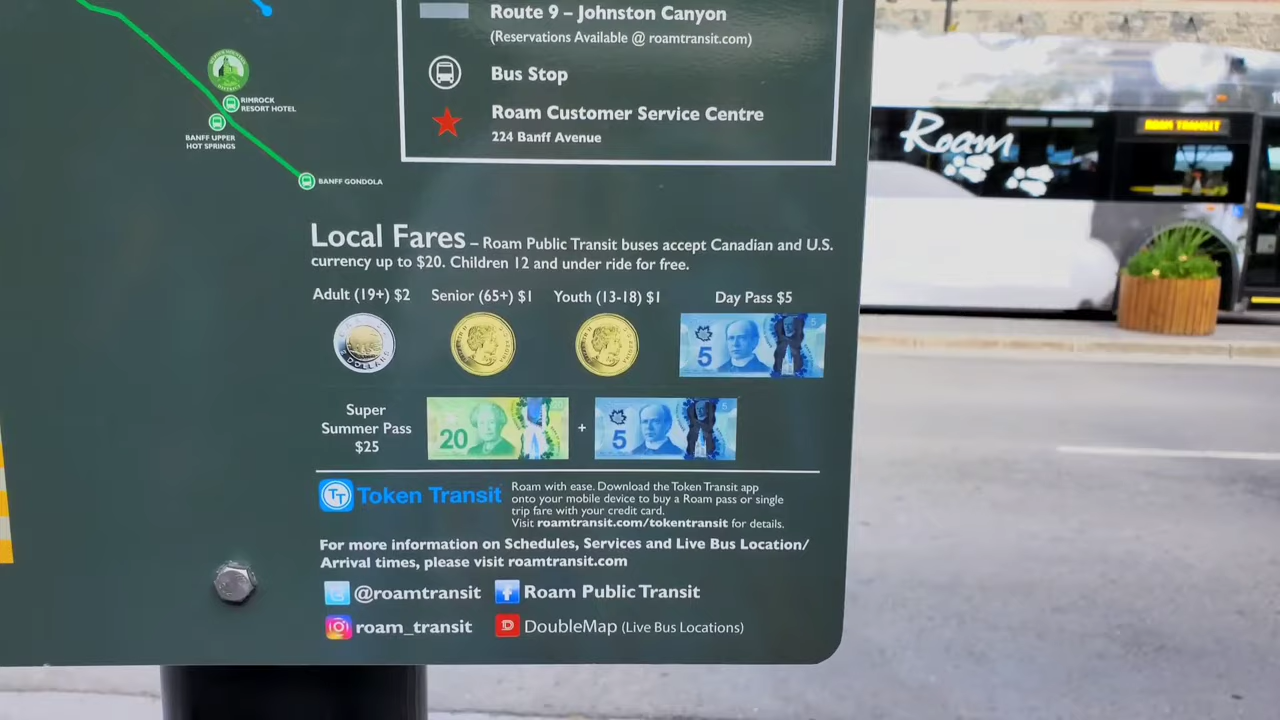 Route 9 – Johnston Canyon
(Reservations Available @ roamtransit.com)
Bus Stop
Roam Customer Service Centre
224 Banff Avenue
RIMROCK
RESORT HOTEL
BANFF UPPER
HOT SPRINGS
BANFF GONDOLA
Roam
ROAM TRANSIT
Local Fares – Roam Public Transit buses accept Canadian and U.S.
currency up to $20. Children 12 and under ride for free.
Adult (19+) $2 Senior (65+) $1 Youth (13-18) $1 Day Pass $5
5
Super
Summer Pass
$25
20 + 5
TT Token Transit
Roam with ease. Download the Token Transit app
onto your mobile device to buy a Roam pass or single
trip fare with your credit card.
Visit roamtransit.com/tokentransit for details.
For more information on Schedules, Services and Live Bus Location/
Arrival times, please visit roamtransit.com
@roamtransit Roam Public Transit
roam_transit DoubleMap (Live Bus Locations)